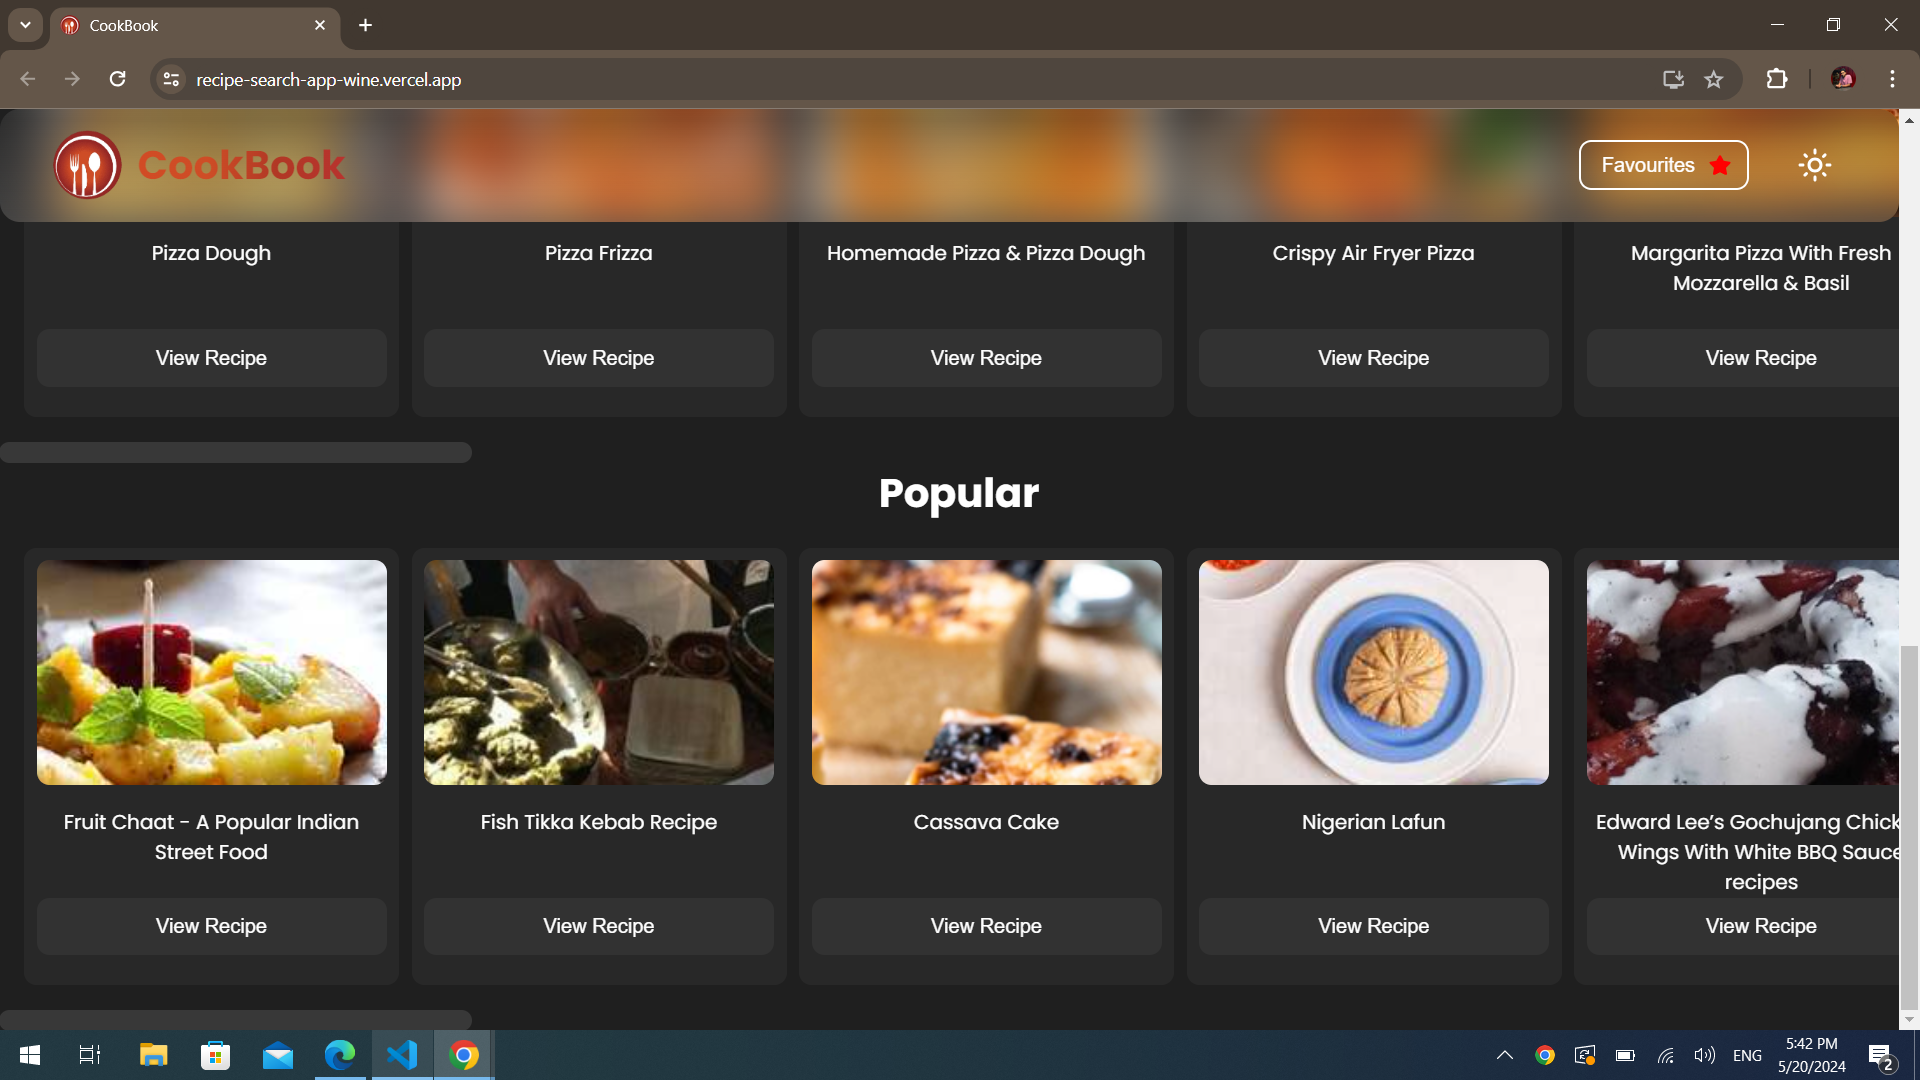 CookBook
recipe-search-app-wine.vercel.app
CookBook
Favourites
Pizza Dough
Pizza Frizza
Homemade Pizza & Pizza Dough
Crispy Air Fryer Pizza
Margarita Pizza With Fresh
Mozzarella & Basil
View Recipe
View Recipe
View Recipe
View Recipe
View Recipe
Popular
Fruit Chaat - A Popular Indian
Street Food
Fish Tikka Kebab Recipe
Cassava Cake
Nigerian Lafun
Edward Lee’s Gochujang Chick
Wings With White BBQ Sauce
recipes
View Recipe
View Recipe
View Recipe
View Recipe
View Recipe
ENG
5:42 PM
5/20/2024
2